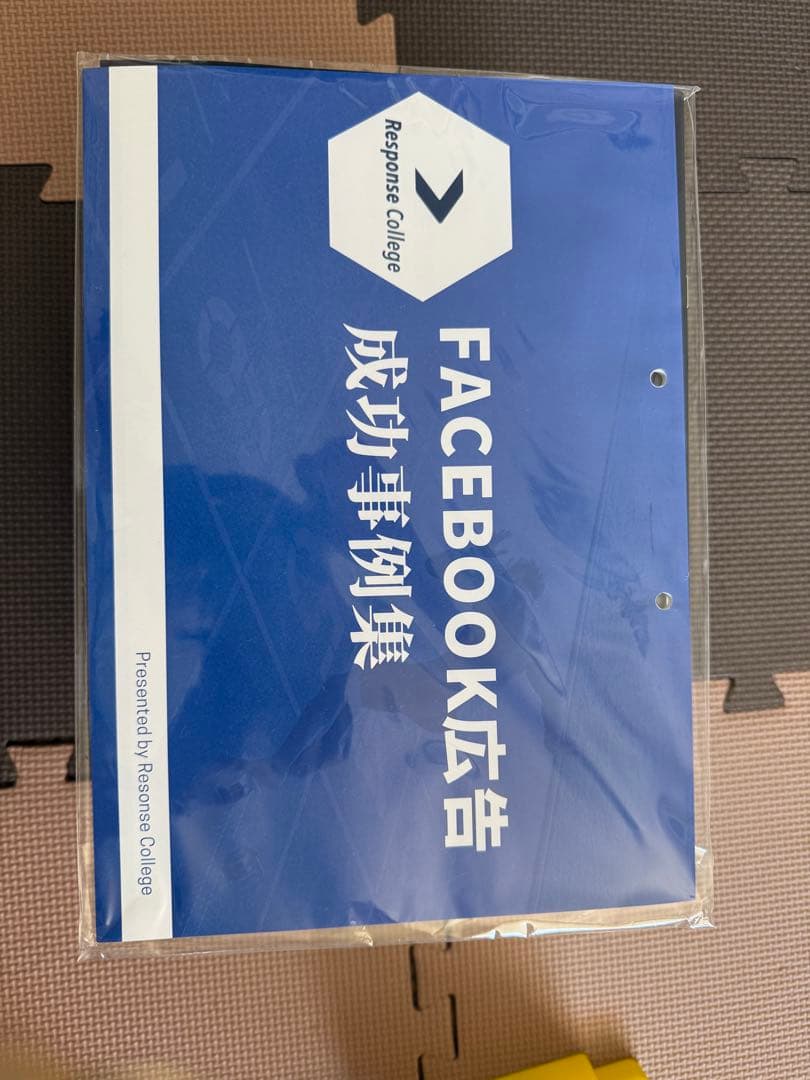 Response College
FACEBOOK広告
成功事例集
Presented by Resonse College